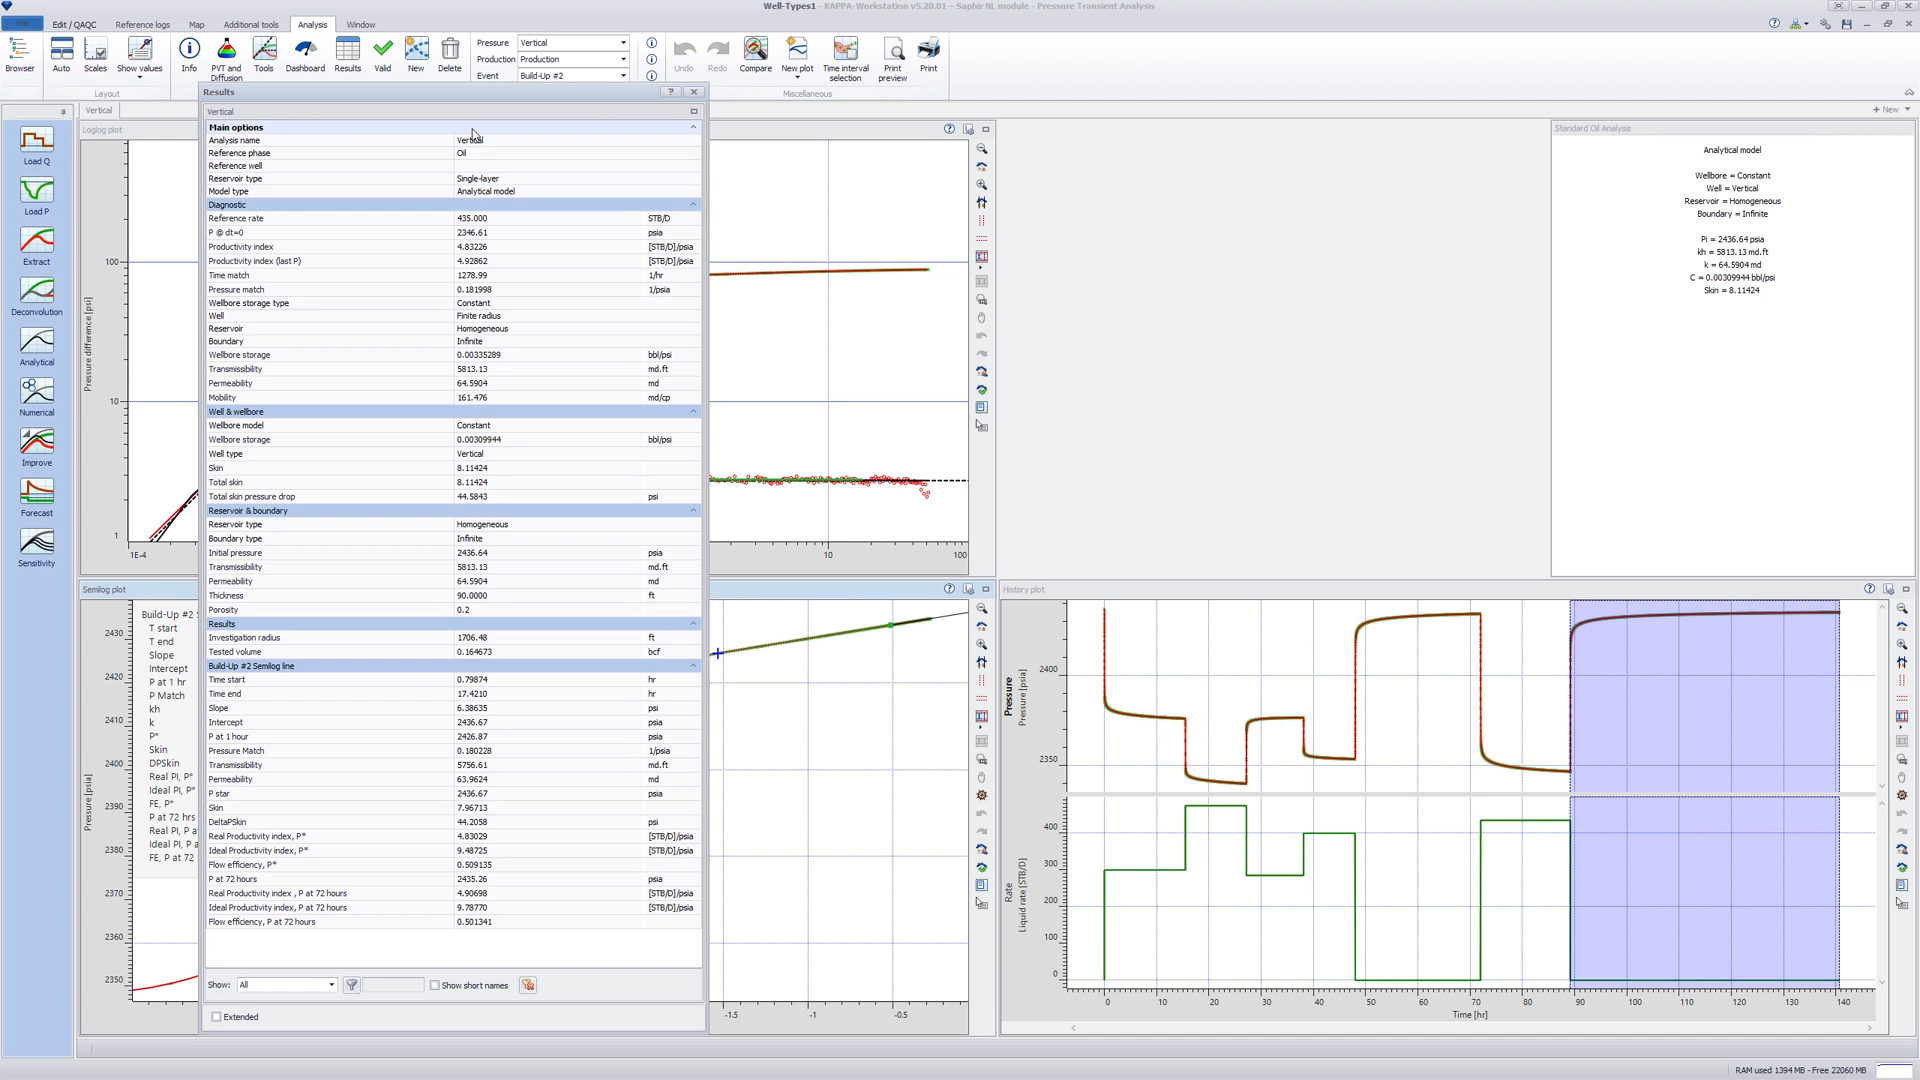 Well-Types1 - KAPPA-Workstation v5.20.01 - Saphir NL module - Pressure Transient Analysis
File Edit / QAQC Reference logs Map Additional tools Analysis Window
Pressure Vertical
Production Production
Event Build-Up #2
Browser Auto Scales Show values Info PVT and Diffusion Tools Dashboard Results Valid New Delete Undo Redo Compare New plot Time interval selection Print preview Print
Layout Miscellaneous
Vertical
+ New
Load Q
Load P
Extract
Deconvolution
Analytical
Numerical
Improve
Forecast
Sensitivity
Loglog plot
Pressure difference [psi]
100
10
1
1E-4
10 100
Results
Vertical
Main options
Analysis name Vertical
Reference phase Oil
Reference well
Reservoir type Single-layer
Model type Analytical model
Diagnostic
Reference rate 435.000 STB/D
P @ dt=0 2346.61 psia
Productivity index 4.83226 [STB/D]/psia
Productivity index (last P) 4.92862 [STB/D]/psia
Time match 1278.99 1/hr
Pressure match 0.181998 1/psia
Wellbore storage type Constant
Well Finite radius
Reservoir Homogeneous
Boundary Infinite
Wellbore storage 0.00335289 bbl/psi
Transmissibility 5813.13 md.ft
Permeability 64.5904 md
Mobility 161.476 md/cp
Well & wellbore
Wellbore model Constant
Wellbore storage 0.00309944 bbl/psi
Well type Vertical
Skin 8.11424
Total skin 8.11424
Total skin pressure drop 44.5843 psi
Reservoir & boundary
Reservoir type Homogeneous
Boundary type Infinite
Initial pressure 2436.64 psia
Transmissibility 5813.13 md.ft
Permeability 64.5904 md
Thickness 90.0000 ft
Porosity 0.2
Results
Investigation radius 1706.48 ft
Tested volume 0.164673 bcf
Build-Up #2 Semilog line
Time start 0.79874 hr
Time end 17.4210 hr
Slope 6.38635 psi
Intercept 2436.67 psia
P at 1 hour 2426.87 psia
Pressure Match 0.180228 1/psia
Transmissibility 5756.61 md.ft
Permeability 63.9624 md
P star 2436.67 psia
Skin 7.96713
DeltaPSkin 44.2058 psi
Real Productivity index, P* 4.83029 [STB/D]/psia
Ideal Productivity index, P* 9.48725 [STB/D]/psia
Flow efficiency, P* 0.509135
P at 72 hours 2435.26 psia
Real Productivity index , P at 72 hours 4.90698 [STB/D]/psia
Ideal Productivity index, P at 72 hours 9.78770 [STB/D]/psia
Flow efficiency, P at 72 hours 0.501341
Show: All Show short names
Extended
Standard Oil Analysis
Analytical model
Wellbore = Constant
Well = Vertical
Reservoir = Homogeneous
Boundary = Infinite
Pi = 2436.64 psia
kh = 5813.13 md.ft
k = 64.5904 md
C = 0.00309944 bbl/psi
Skin = 8.11424
Semilog plot
Pressure [psia]
2430
2420
2410
2400
2390
2380
2370
2360
2350
Build-Up #2 S
T start
T end
Slope
Intercept
P at 1 hr
P Match
kh
k
P*
Skin
DPSkin
Real PI, P*
Ideal PI, P*
FE, P*
P at 72 hrs
Real PI, P a
Ideal PI, P a
FE, P at 72
-1.5 -1 -0.5
History plot
Pressure
Pressure [psia]
2400
2350
Rate
Liquid rate [STB/D]
400
300
200
100
0
0 10 20 30 40 50 60 70 80 90 100 110 120 130 140
Time [hr]
RAM used 1394 MB - Free 22060 MB